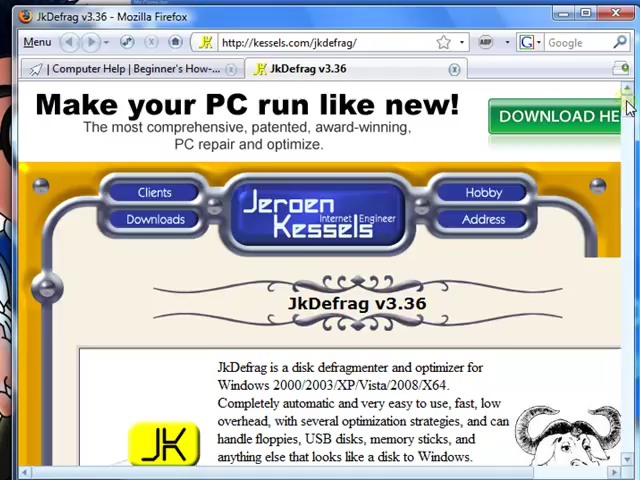 JkDefrag v3.36 - Mozilla Firefox
Menu
http://kessels.com/jkdefrag/
ABP
G
Google
| Computer Help | Beginner's How-...
JkDefrag v3.36
Make your PC run like new!
The most comprehensive, patented, award-winning,
PC repair and optimize.
DOWNLOAD HE
Clients
Downloads
Jeroen
Internet Engineer
Kessels
Hobby
Address
JkDefrag v3.36
JkDefrag is a disk defragmenter and optimizer for
Windows 2000/2003/XP/Vista/2008/X64.
Completely automatic and very easy to use, fast, low
overhead, with several optimization strategies, and can
handle floppies, USB disks, memory sticks, and
anything else that looks like a disk to Windows.
JK